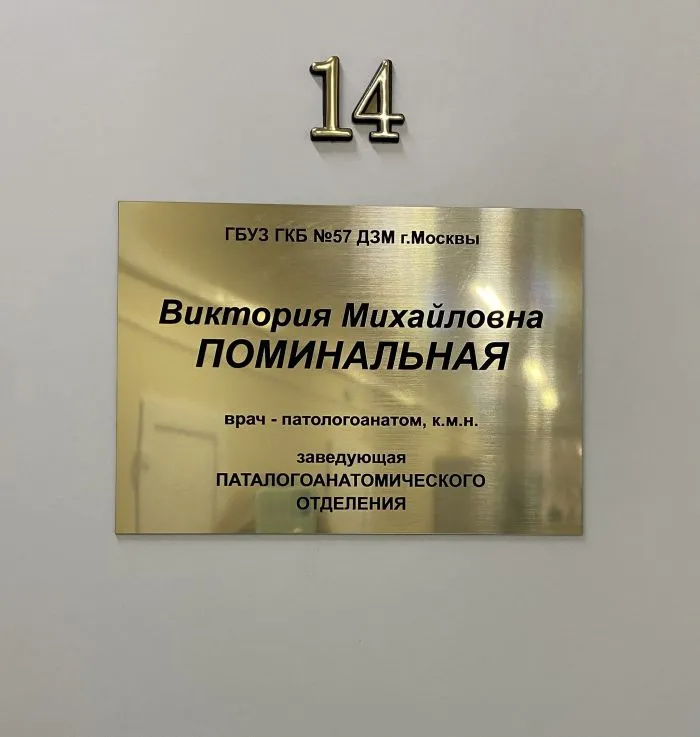 14
ГБУЗ ГКБ №57 ДЗМ г.Москвы
Виктория Михайловна
ПОМИНАЛЬНАЯ
врач - патологоанатом, к.м.н.
заведующая
ПАТАЛОГОАНАТОМИЧЕСКОГО
ОТДЕЛЕНИЯ